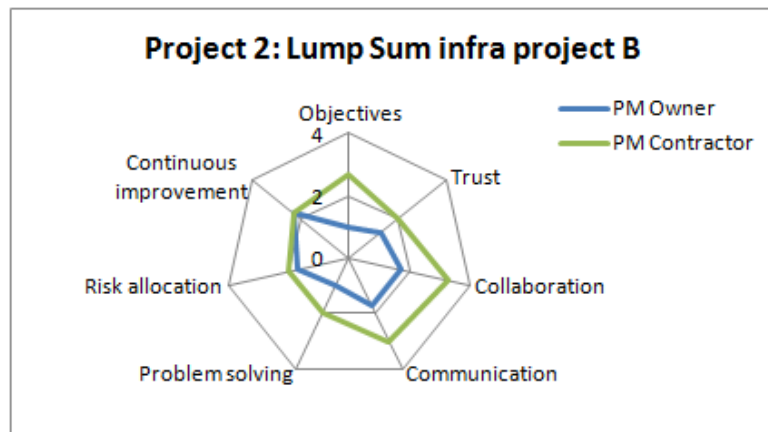 Project 2: Lump Sum infra project B
Objectives
PM Owner
PM Contractor
4
Continuous
improvement
Trust
2
0
Risk allocation
Collaboration
Problem solving
Communication